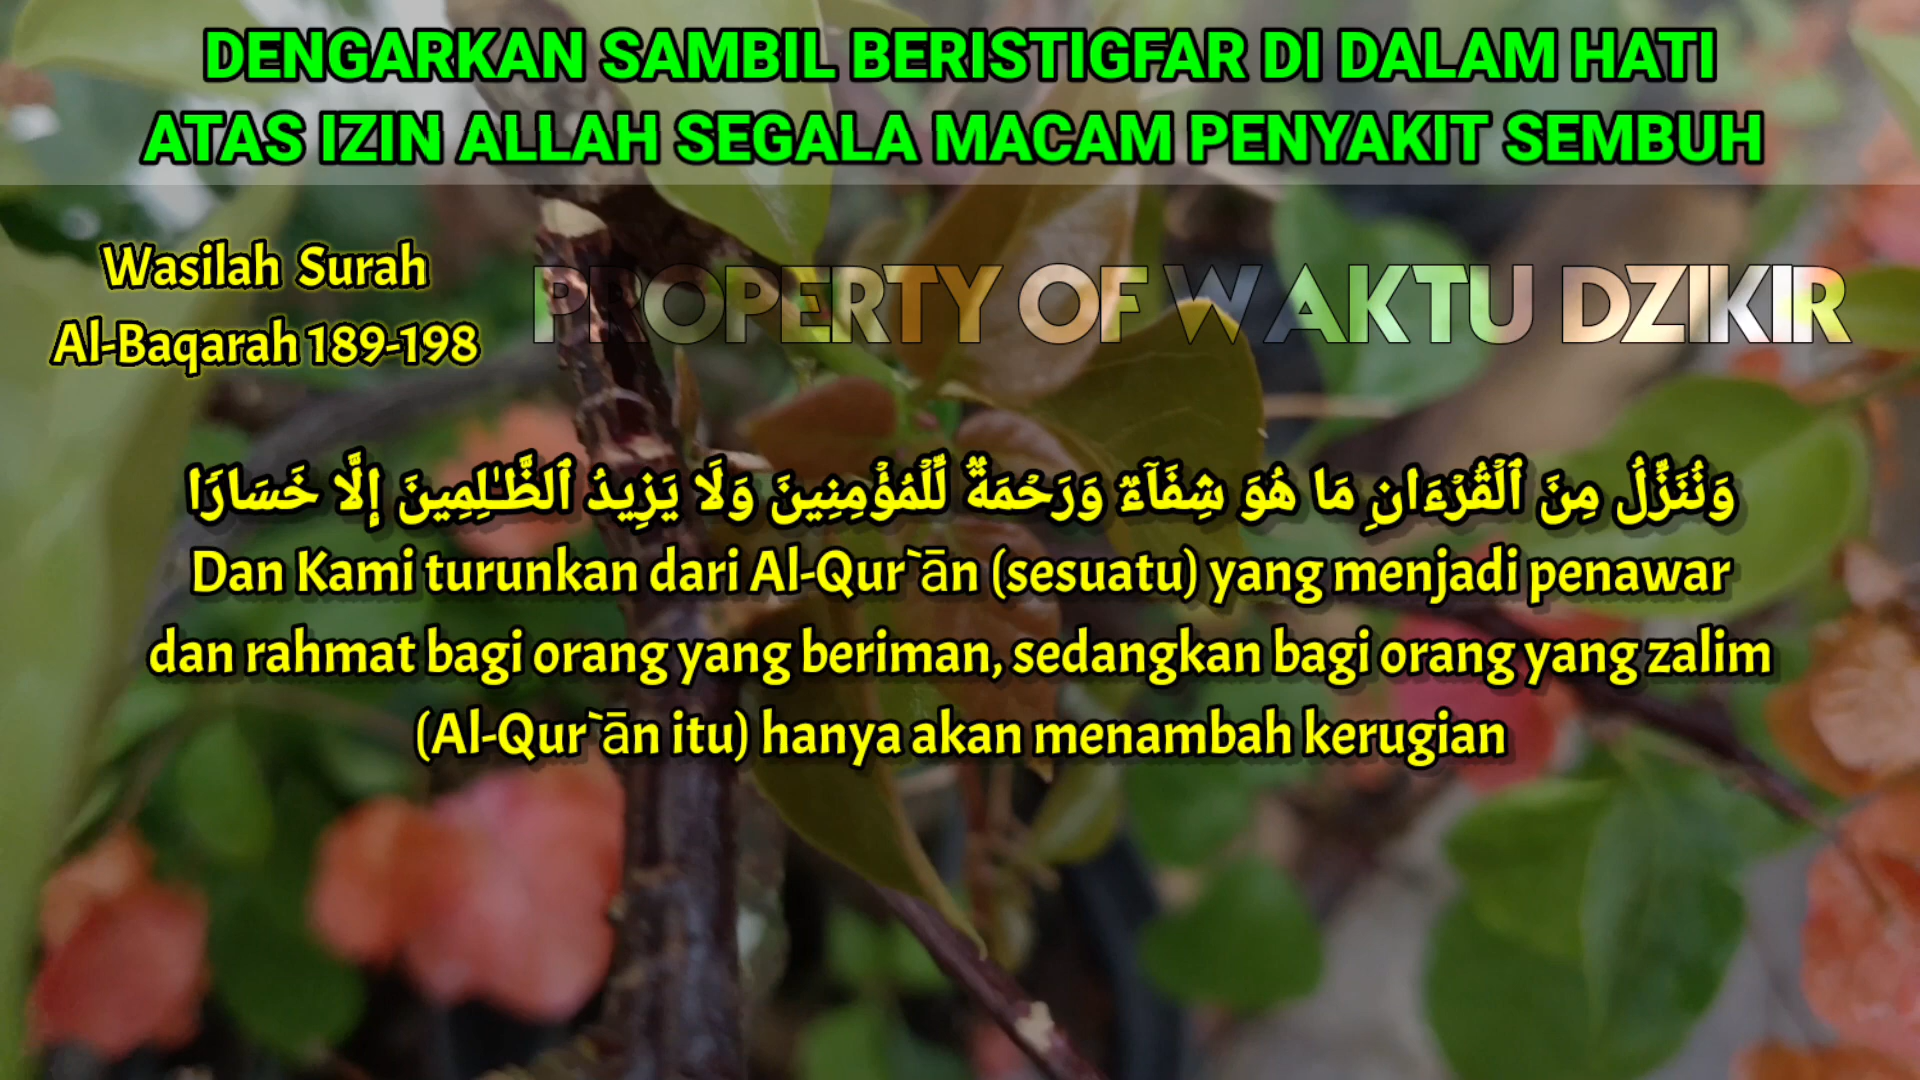 DENGARKAN SAMBIL BERISTIGFAR DI DALAM HATI
ATAS IZIN ALLAH SEGALA MACAM PENYAKIT SEMBUH
Wasilah Surah
Al-Baqarah 189-198
PROPERTY OF WAKTU DZIKIR
وَنُنَزِّلُ مِنَ ٱلْقُرْءَانِ مَا هُوَ شِفَآءٌ وَرَحْمَةٌ لِّلْمُؤْمِنِينَ وَلَا يَزِيدُ ٱلظَّـٰلِمِينَ إِلَّا خَسَارًا
Dan Kami turunkan dari Al-Qur`ān (sesuatu) yang menjadi penawar
dan rahmat bagi orang yang beriman, sedangkan bagi orang yang zalim
(Al-Qur`ān itu) hanya akan menambah kerugian